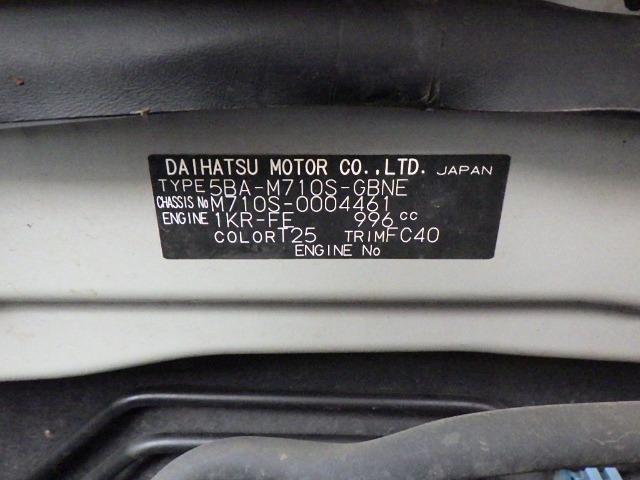 DAIHATSU MOTOR CO.,LTD. JAPAN
TYPE 5BA-M710S-GBNE
CHASSIS No M710S-0004461
ENGINE 1KR-FE 996 cc
COLOR T25 TRIM FC40
ENGINE No